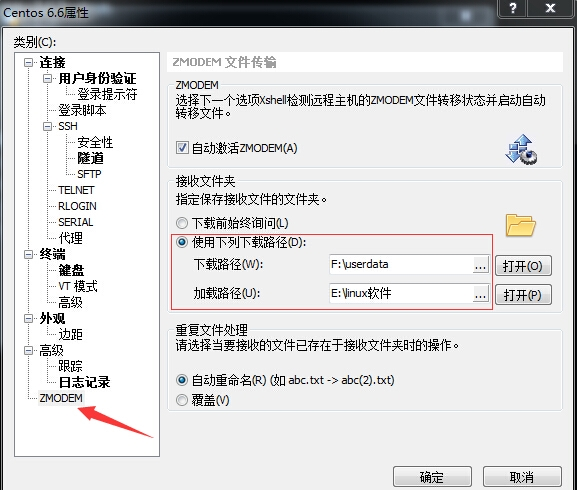 Centos 6.6属性
类别(C):
连接
用户身份验证
登录提示符
登录脚本
SSH
安全性
隧道
SFTP
TELNET
RLOGIN
SERIAL
代理
终端
键盘
VT 模式
高级
外观
边距
高级
跟踪
日志记录
ZMODEM
ZMODEM 文件传输
ZMODEM
选择下一个选项Xshell检测远程主机的ZMODEM文件转移状态并启动自动
转移文件。
自动激活ZMODEM(A)
接收文件夹
指定保存接收文件的文件夹。
下载前始终询问(L)
使用下列下载路径(D):
下载路径(W): F:\userdata ... 打开(O)
加载路径(U): E:\linux软件 ... 打开(P)
重复文件处理
请选择当要接收的文件已存在于接收文件夹时的操作。
自动重命名(R) (如 abc.txt -> abc(2).txt)
覆盖(V)
确定 取消